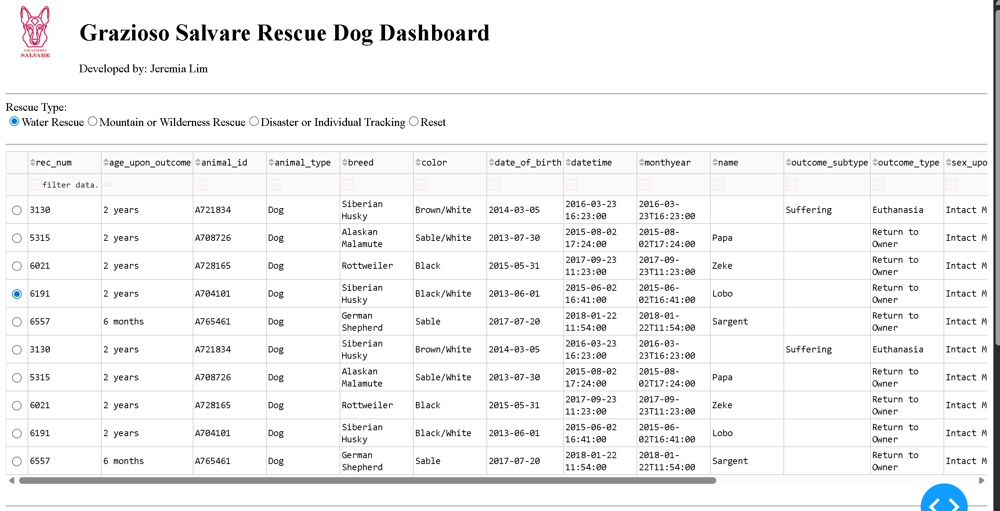 GRAZIOSO
SALVARE
Grazioso Salvare Rescue Dog Dashboard
Developed by: Jeremia Lim
Rescue Type:
Water Rescue Mountain or Wilderness Rescue Disaster or Individual Tracking Reset
rec_num age_upon_outcome animal_id animal_type breed color date_of_birth datetime monthyear name outcome_subtype outcome_type sex_upo
Aa filter data. Aa Aa Aa Aa Aa Aa Aa Aa Aa Aa Aa Aa
3130 2 years A721834 Dog Siberian Husky Brown/White 2014-03-05 2016-03-23 16:23:00 2016-03-23T16:23:00 Suffering Euthanasia Intact M
5315 2 years A708726 Dog Alaskan Malamute Sable/White 2013-07-30 2015-08-02 17:24:00 2015-08-02T17:24:00 Papa Return to Owner Intact M
6021 2 years A728165 Dog Rottweiler Black 2015-05-31 2017-09-23 11:23:00 2017-09-23T11:23:00 Zeke Return to Owner Intact M
6191 2 years A704101 Dog Siberian Husky Black/White 2013-06-01 2015-06-02 16:41:00 2015-06-02T16:41:00 Lobo Return to Owner Intact M
6557 6 months A765461 Dog German Shepherd Sable 2017-07-20 2018-01-22 11:54:00 2018-01-22T11:54:00 Sargent Return to Owner Intact M
3130 2 years A721834 Dog Siberian Husky Brown/White 2014-03-05 2016-03-23 16:23:00 2016-03-23T16:23:00 Suffering Euthanasia Intact M
5315 2 years A708726 Dog Alaskan Malamute Sable/White 2013-07-30 2015-08-02 17:24:00 2015-08-02T17:24:00 Papa Return to Owner Intact M
6021 2 years A728165 Dog Rottweiler Black 2015-05-31 2017-09-23 11:23:00 2017-09-23T11:23:00 Zeke Return to Owner Intact M
6191 2 years A704101 Dog Siberian Husky Black/White 2013-06-01 2015-06-02 16:41:00 2015-06-02T16:41:00 Lobo Return to Owner Intact M
6557 6 months A765461 Dog German Shepherd Sable 2017-07-20 2018-01-22 11:54:00 2018-01-22T11:54:00 Sargent Return to Owner Intact M